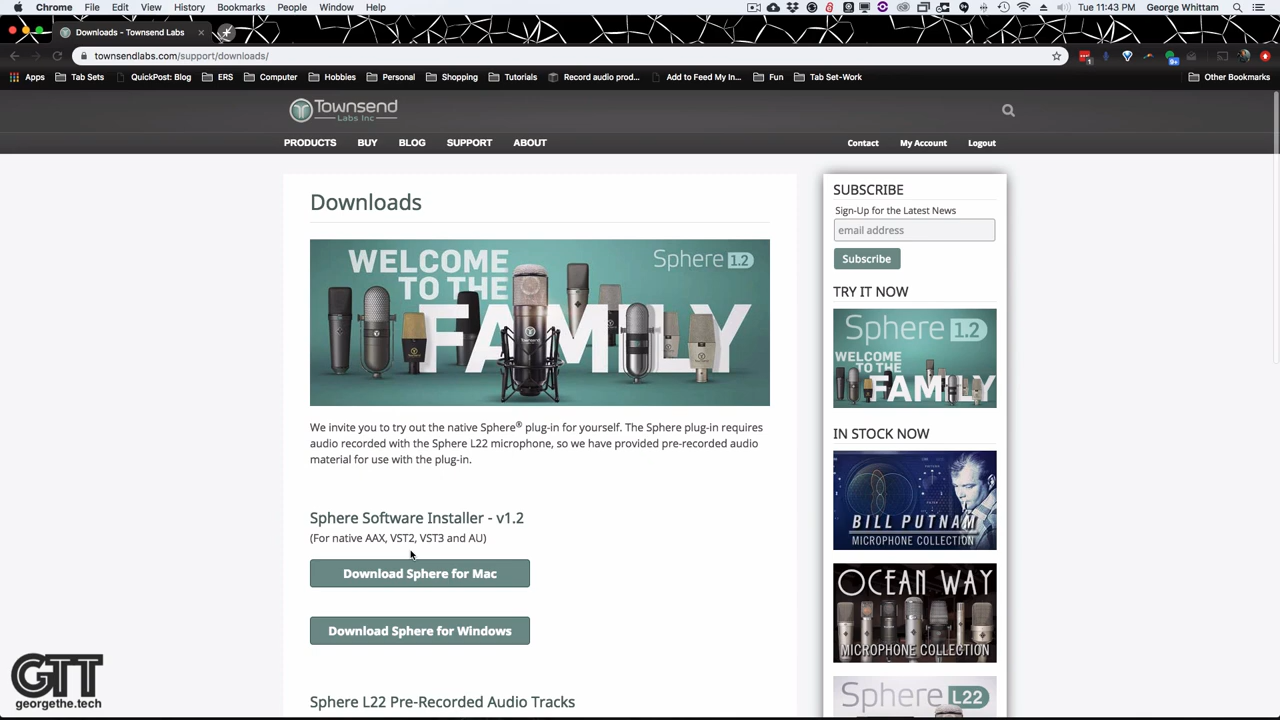 Chrome File Edit View History Bookmarks People Window Help Tue 11:43 PM George Whittam
Downloads - Townsend Labs
townsendlabs.com/support/downloads/
Apps Tab Sets QuickPost: Blog ERS Computer Hobbies Personal Shopping Tutorials Record audio prod... Add to Feed My In... Fun Tab Set-Work Other Bookmarks
Townsend
Labs Inc
PRODUCTS BUY BLOG SUPPORT ABOUT Contact My Account Logout
Downloads
WELCOME
TO THE
FAMILY
Sphere 1.2
We invite you to try out the native Sphere® plug-in for yourself. The Sphere plug-in requires
audio recorded with the Sphere L22 microphone, so we have provided pre-recorded audio
material for use with the plug-in.
Sphere Software Installer - v1.2
(For native AAX, VST2, VST3 and AU)
Download Sphere for Mac
Download Sphere for Windows
Sphere L22 Pre-Recorded Audio Tracks
SUBSCRIBE
Sign-Up for the Latest News
email address
Subscribe
TRY IT NOW
Sphere 1.2
WELCOME
TO THE
FAMILY
IN STOCK NOW
BILL PUTNAM
MICROPHONE COLLECTION
OCEAN WAY
MICROPHONE COLLECTION
Sphere L22
GTT
georgethe.tech